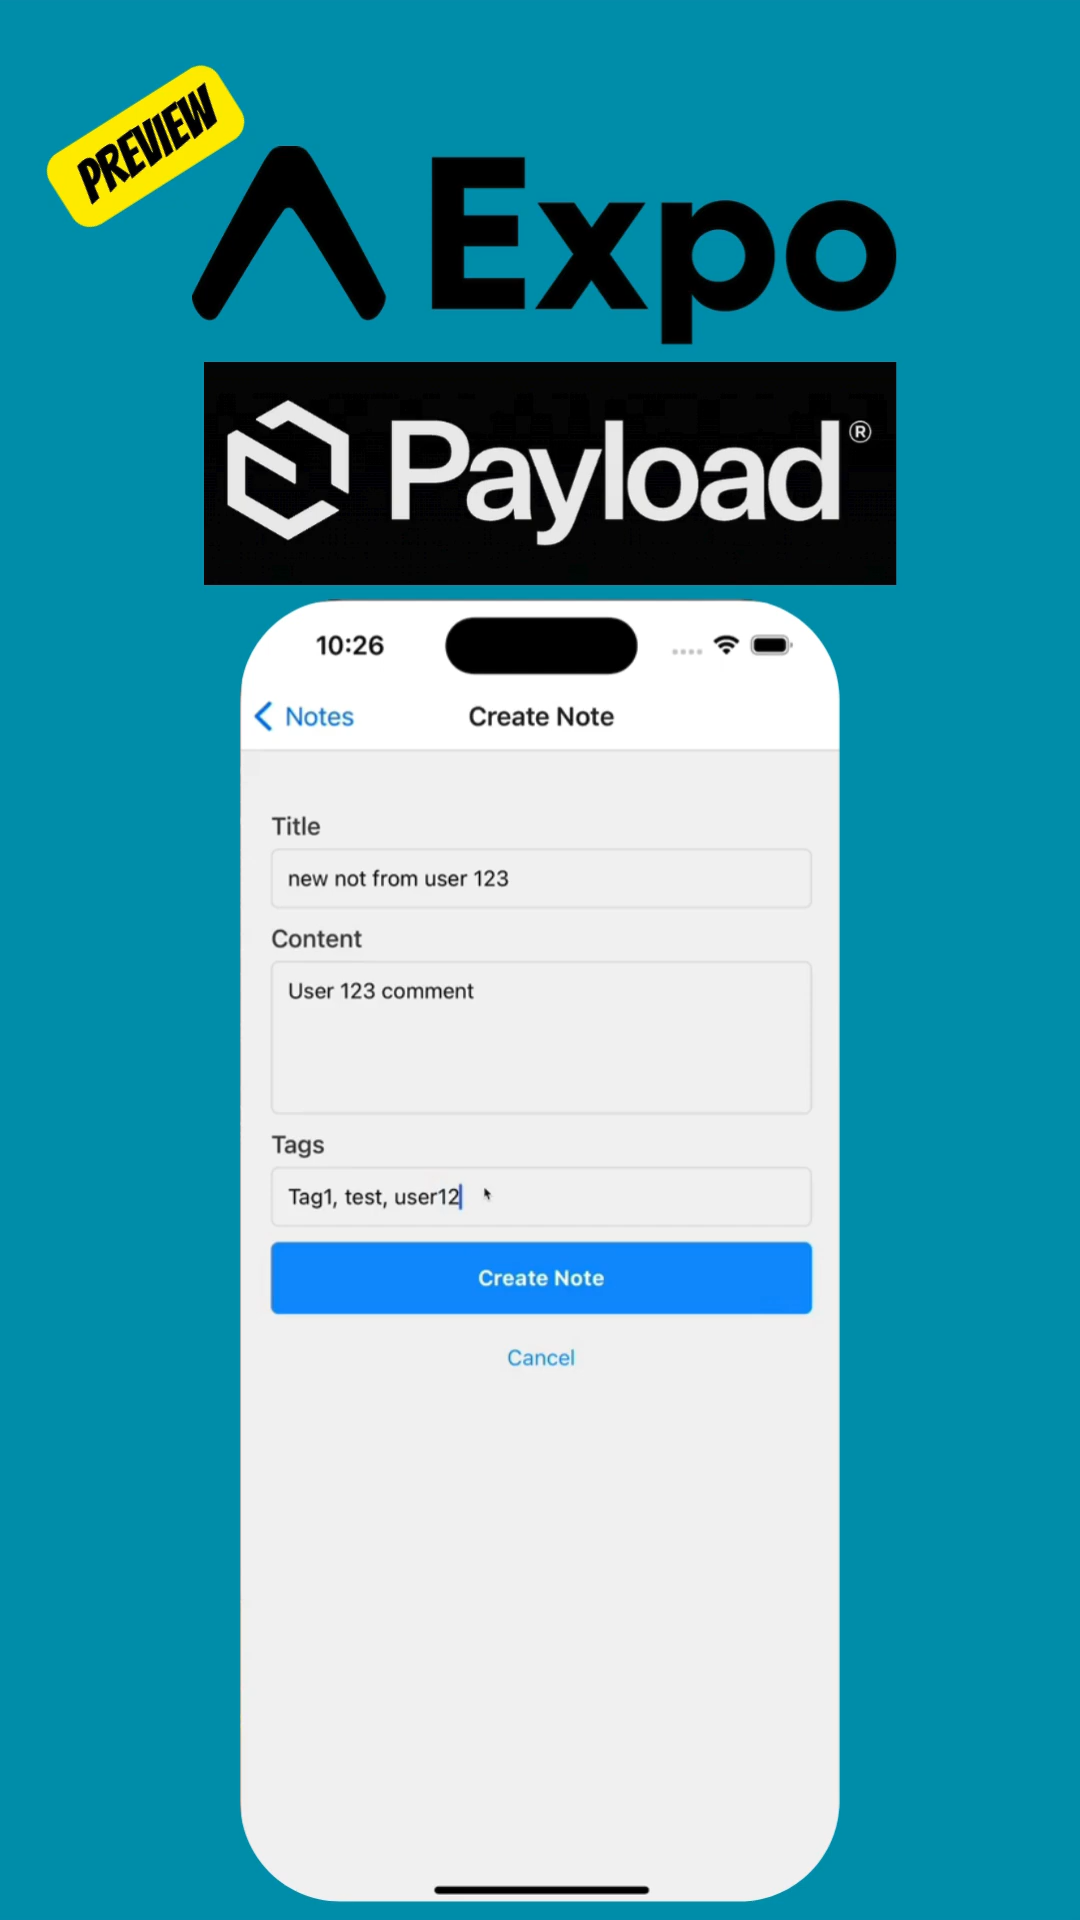 PREVIEW
Expo
Payload®
10:26
Notes
Create Note
Title
new not from user 123
Content
User 123 comment
Tags
Tag1, test, user12
Create Note
Cancel